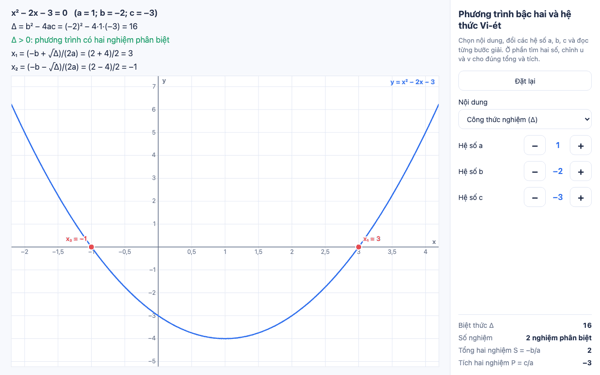 x² − 2x − 3 = 0 (a = 1; b = −2; c = −3)
Δ = b² − 4ac = (−2)² − 4·1·(−3) = 16
Δ > 0: phương trình có hai nghiệm phân biệt
x₁ = (−b + √Δ)/(2a) = (2 + 4)/2 = 3
x₂ = (−b − √Δ)/(2a) = (2 − 4)/2 = −1
y
y = x² − 2x − 3
7
6
5
4
3
2
1
x₂ = −1
x₁ = 3
x
−2
−1,5
−1
−0,5
0,5
1
1,5
2
2,5
3
3,5
4
−1
−2
−3
−4
−5
Phương trình bậc hai và hệ
thức Vi-ét
Chọn nội dung, đổi các hệ số a, b, c và đọc
từng bước giải. Ở phần tìm hai số, chỉnh u
và v cho đúng tổng và tích.
Đặt lại
Nội dung
Công thức nghiệm (Δ)
Hệ số a − 1 +
Hệ số b − −2 +
Hệ số c − −3 +
Biệt thức Δ 16
Số nghiệm 2 nghiệm phân biệt
Tổng hai nghiệm S = −b/a 2
Tích hai nghiệm P = c/a −3